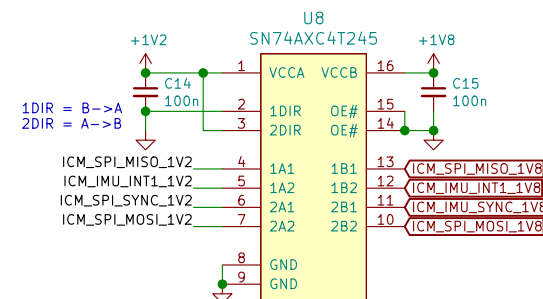 U8
SN74AXC4T245
+1V2
+1V8
1 VCCA VCCB 16
C14
100n
C15
100n
1DIR = B->A
2DIR = A->B
2 1DIR OE# 15
3 2DIR OE# 14
ICM_SPI_MISO_1V2 4 1A1 1B1 13 ICM_SPI_MISO_1V8
ICM_IMU_INT1_1V2 5 1A2 1B2 12 ICM_IMU_INT1_1V8
ICM_SPI_SYNC_1V2 6 2A1 2B1 11 ICM_IMU_SYNC_1V8
ICM_SPI_MOSI_1V2 7 2A2 2B2 10 ICM_SPI_MOSI_1V8
8 GND
9 GND